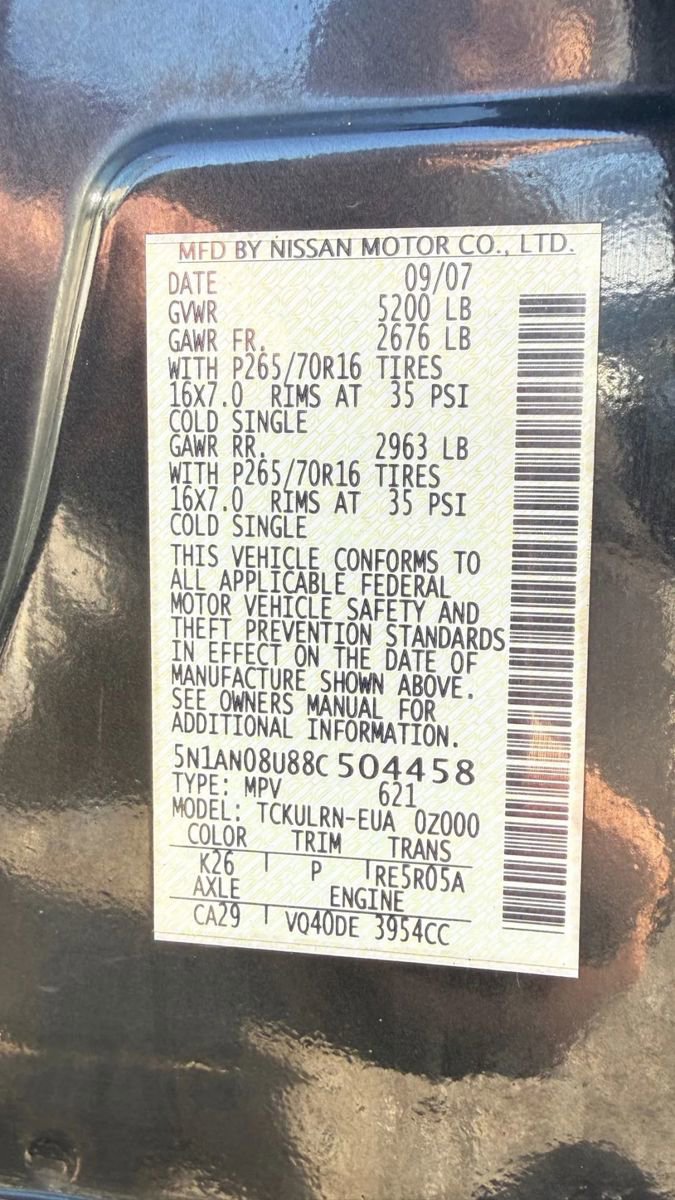 MFD BY NISSAN MOTOR CO., LTD.
DATE 09/07
GVWR 5200 LB
GAWR FR. 2676 LB
WITH P265/70R16 TIRES
16X7.0 RIMS AT 35 PSI
COLD SINGLE
GAWR RR. 2963 LB
WITH P265/70R16 TIRES
16X7.0 RIMS AT 35 PSI
COLD SINGLE
THIS VEHICLE CONFORMS TO
ALL APPLICABLE FEDERAL
MOTOR VEHICLE SAFETY AND
THEFT PREVENTION STANDARDS
IN EFFECT ON THE DATE OF
MANUFACTURE SHOWN ABOVE.
SEE OWNERS MANUAL FOR
ADDITIONAL INFORMATION.
5N1AN08U88C504458
TYPE: MPV 621
MODEL: TCKULRN-EUA 0Z000
COLOR TRIM TRANS
K26 P RE5R05A
AXLE ENGINE
CA29 VQ40DE 3954CC